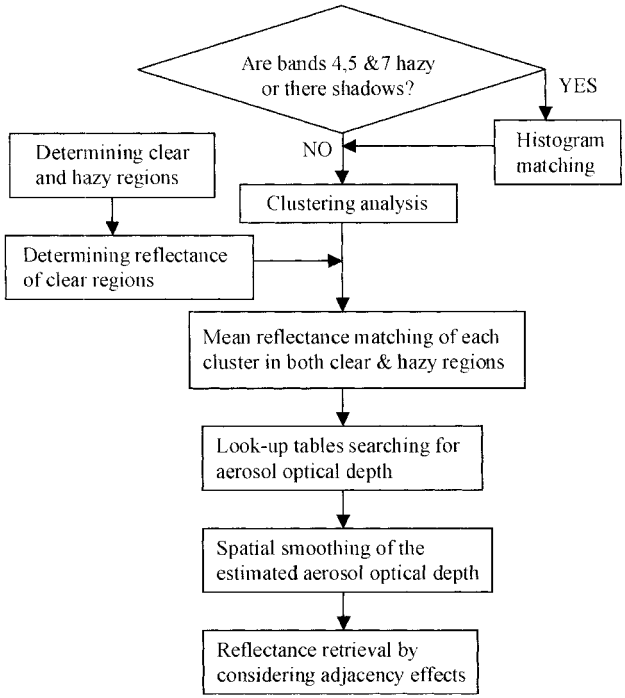 Are bands 4,5 & 7 hazy
or there shadows?
YES
NO
Histogram
matching
Determining clear
and hazy regions
Clustering analysis
Determining reflectance
of clear regions
Mean reflectance matching of each
cluster in both clear & hazy regions
Look-up tables searching for
aerosol optical depth
Spatial smoothing of the
estimated aerosol optical depth
Reflectance retrieval by
considering adjacency effects